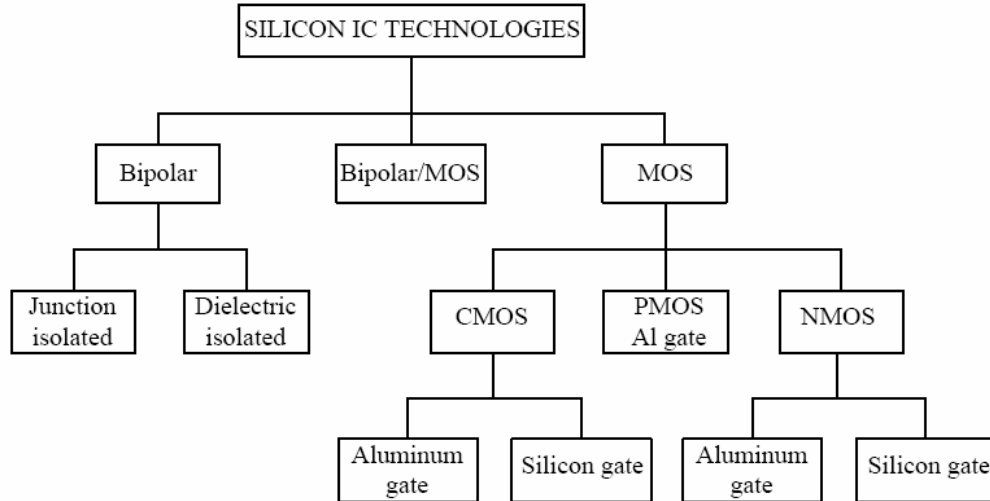 SILICON IC TECHNOLOGIES
Bipolar
Bipolar/MOS
MOS
Junction
isolated
Dielectric
isolated
CMOS
PMOS
Al gate
NMOS
Aluminum
gate
Silicon gate
Aluminum
gate
Silicon gate